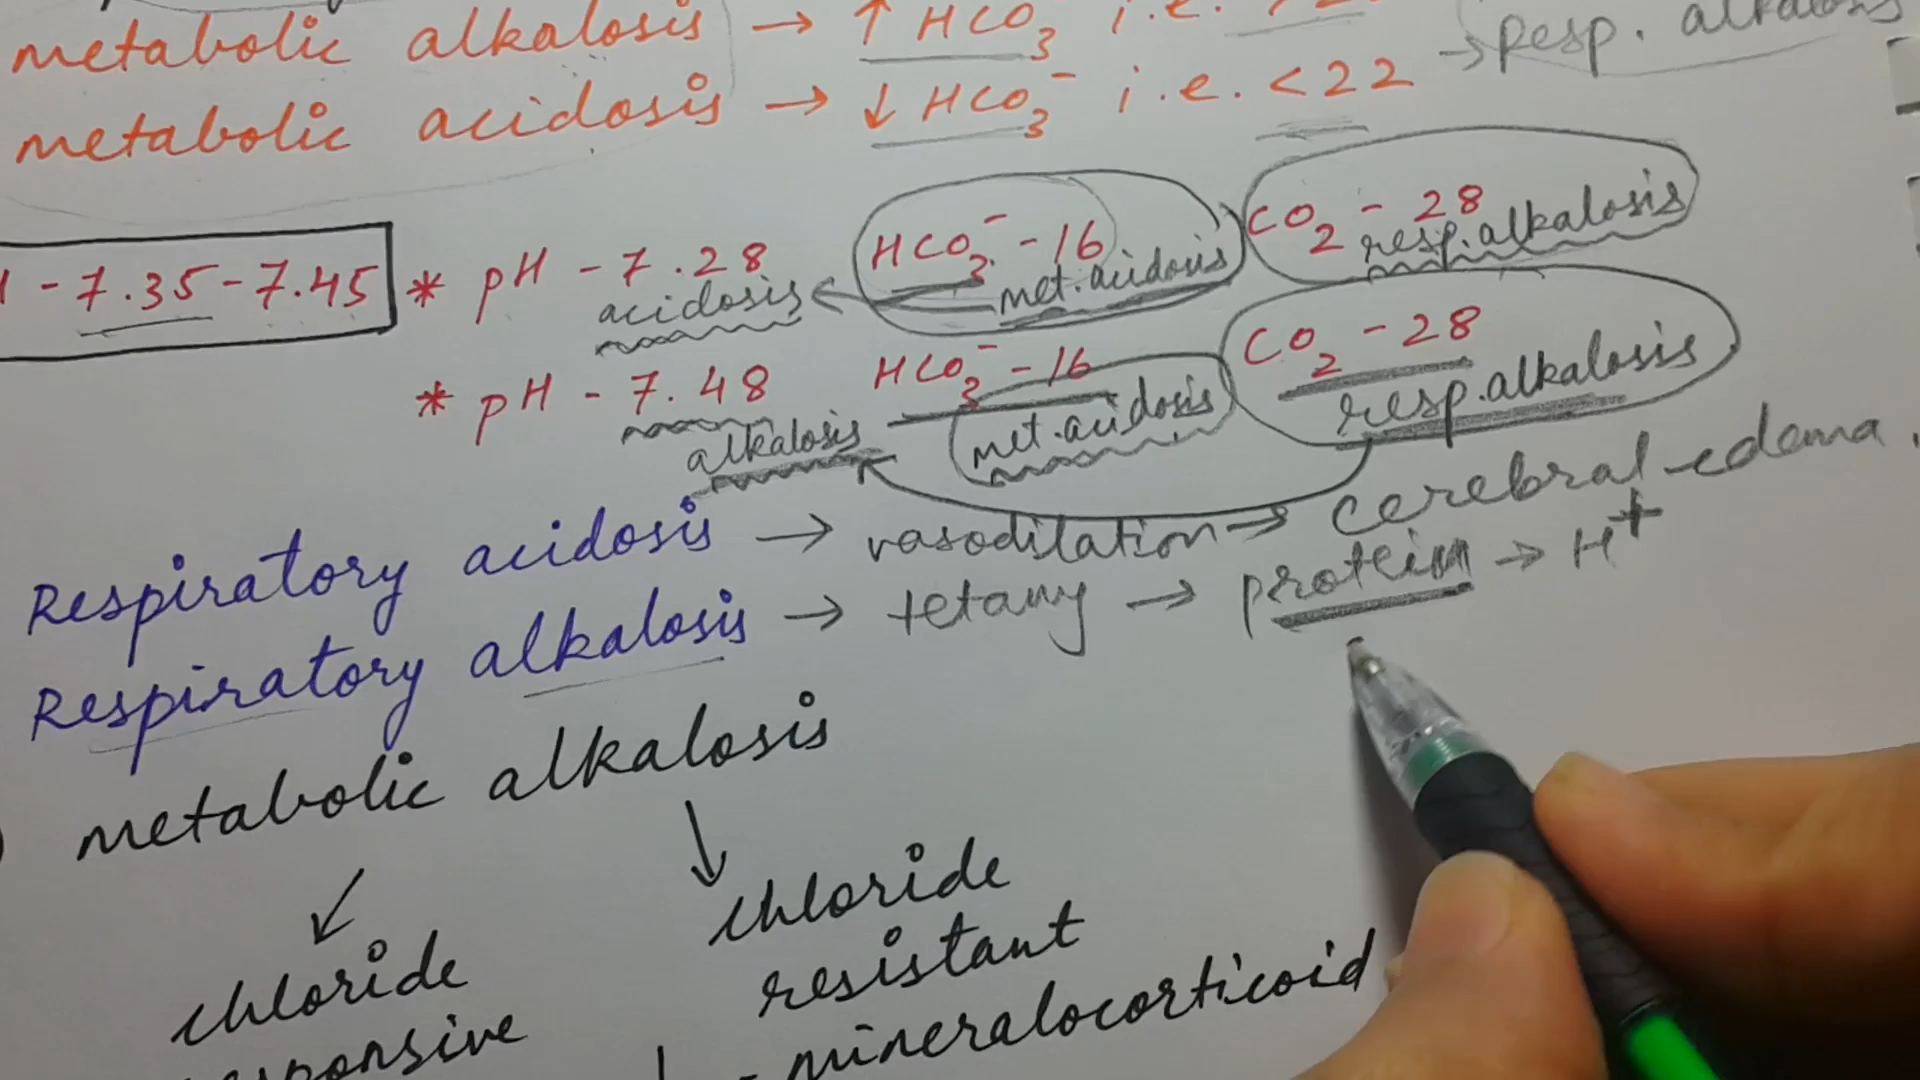 metabolic alkalosis → ↑ HCO3⁻ i.e.
metabolic acidosis → ↓ HCO3⁻ i.e. <22 → Resp. alkalosis
- 7.35 - 7.45 * pH - 7.28 HCO3⁻ - 16 CO2 - 28
acidosis ← met. acidosis resp. alkalosis
* pH - 7.48 HCO3⁻ - 16 CO2 - 28
alkalosis met. acidosis resp. alkalosis
Respiratory acidosis → vasodilation → cerebral edema.
Respiratory alkalosis → tetany → protein → H+
metabolic alkalosis
↙ ↓
chloride
resistant
chloride
responsive
- mineralocorticoid